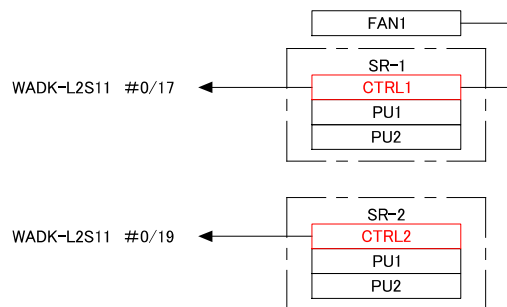 FAN1
SR-1
WADK-L2S11 #0/17
CTRL1
PU1
PU2
SR-2
WADK-L2S11 #0/19
CTRL2
PU1
PU2